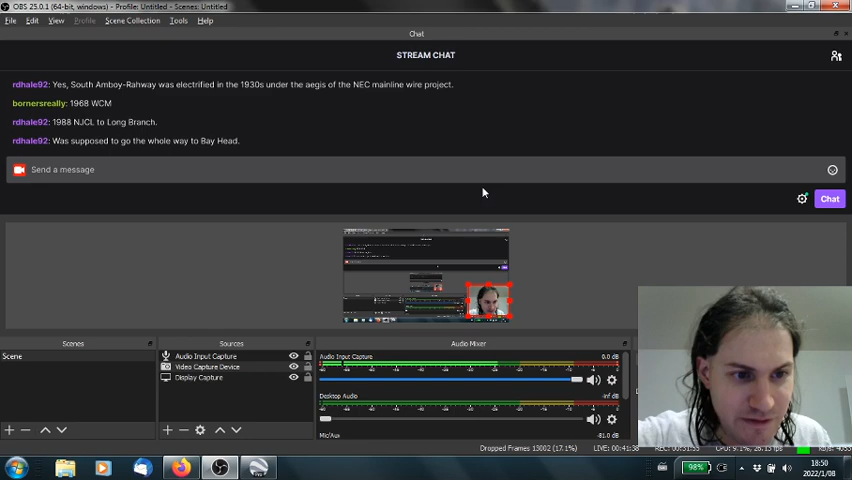 OBS 25.0.1 (64-bit, windows) - Profile: Untitled - Scenes: Untitled
File Edit View Profile Scene Collection Tools Help
Chat
STREAM CHAT
rdhale92: Yes, South Amboy-Rahway was electrified in the 1930s under the aegis of the NEC mainline wire project.
bornersreally: 1968 WCM
rdhale92: 1988 NJCL to Long Branch.
rdhale92: Was supposed to go the whole way to Bay Head.
Send a message
Chat
Scenes Sources Audio Mixer
Scene
Audio Input Capture
Video Capture Device
Display Capture
Audio Input Capture 0.0 dB
Desktop Audio -inf dB
Mic/Aux -81.0 dB
Dropped Frames 13002 (17.1%) LIVE: 00:41:38
98%
18:50
2022/1/08